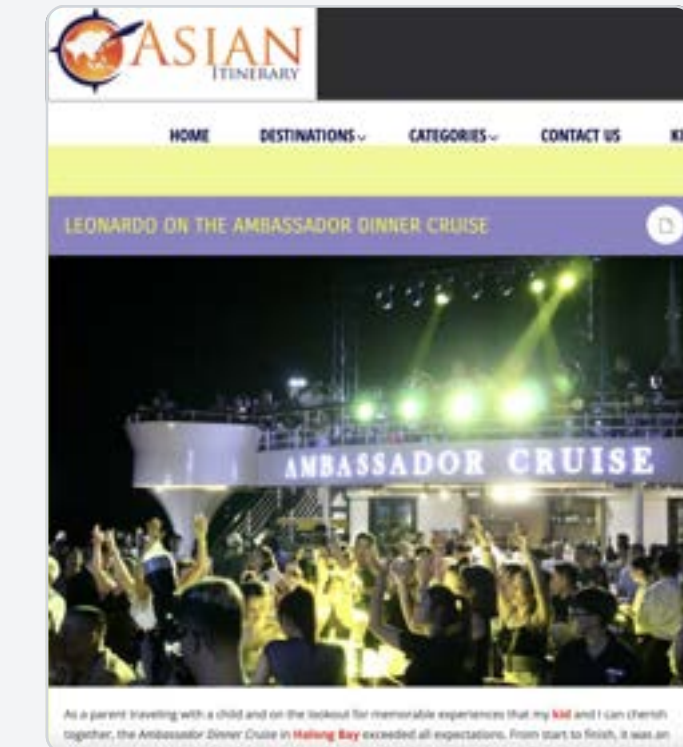 ASIAN
ITINERARY
HOME DESTINATIONS CATEGORIES CONTACT US
LEONARDO ON THE AMBASSADOR DINNER CRUISE
AMBASSADOR CRUISE
As a parent traveling with a child and on the lookout for memorable experiences that my kid and I can cherish
together, the Ambassador Dinner Cruise in Halong Bay exceeded all expectations. From start to finish, it was an